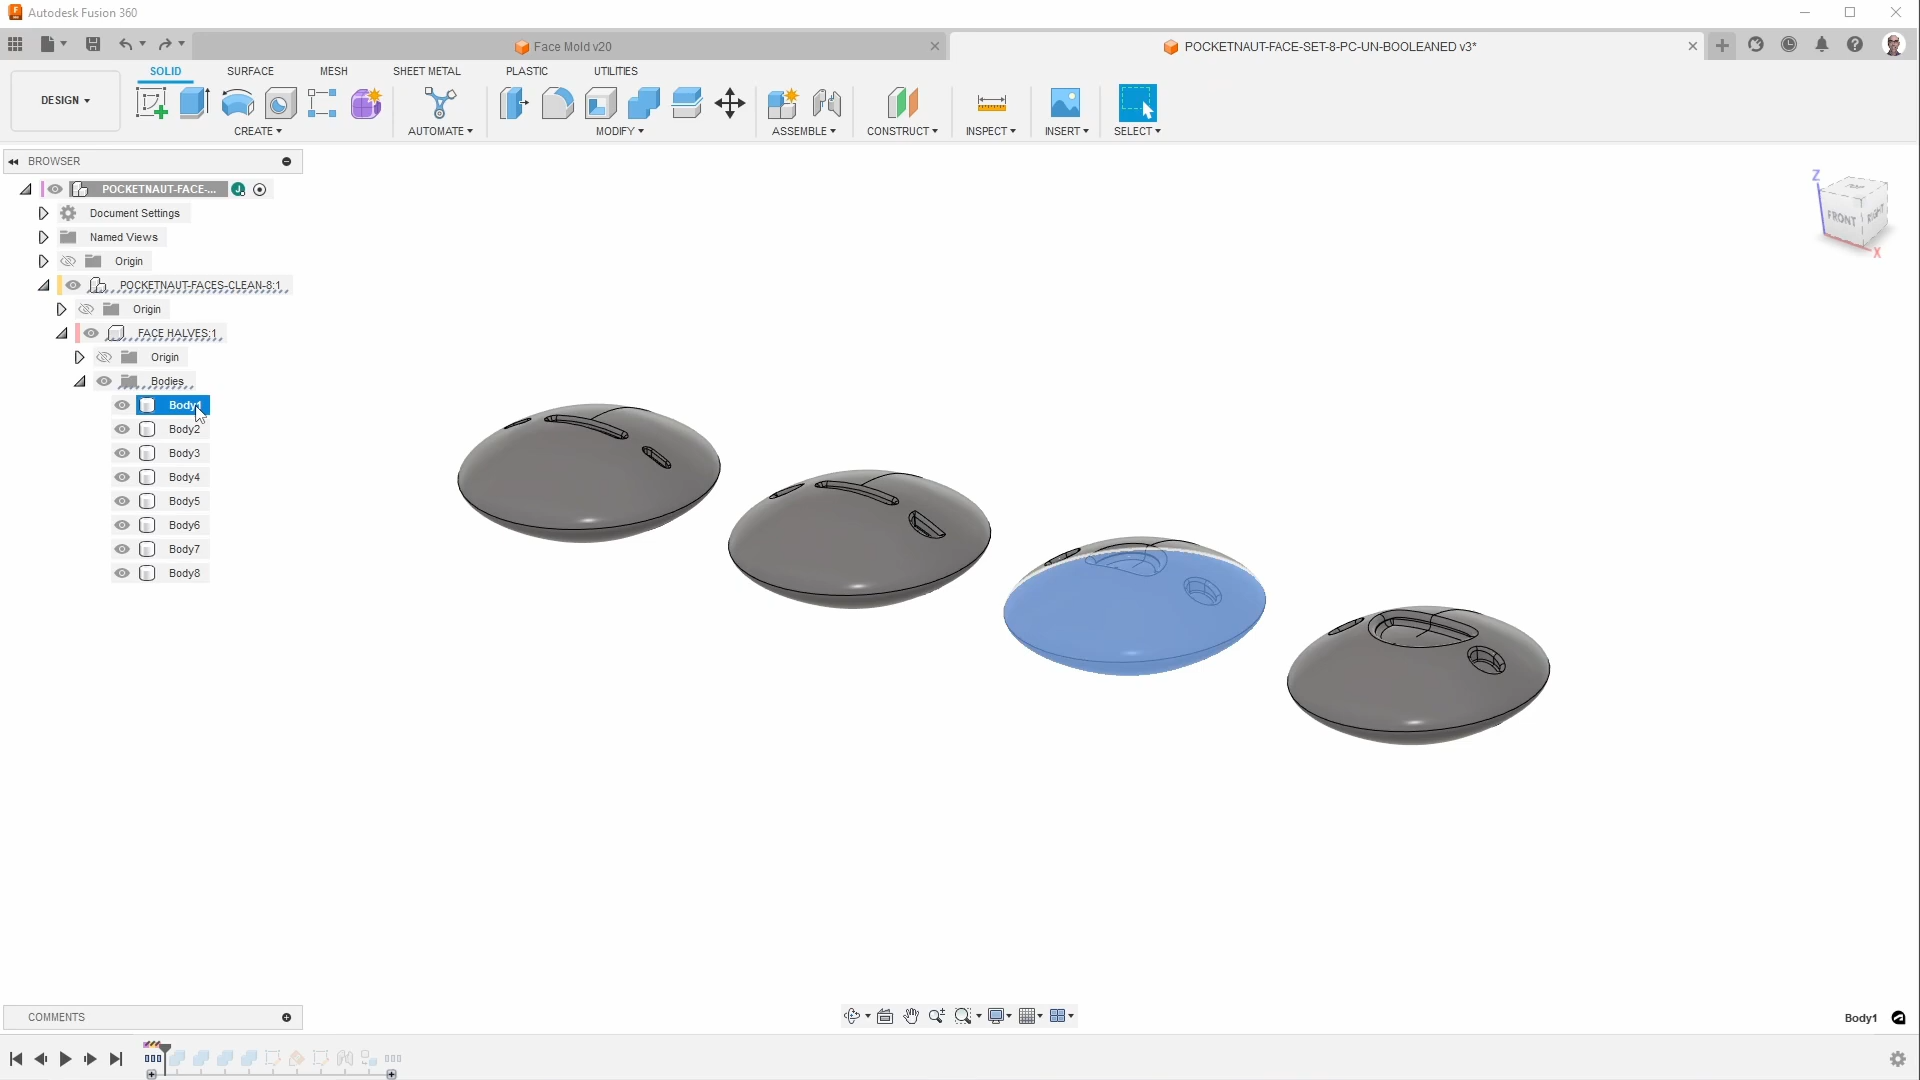 Autodesk Fusion 360
Face Mold v20
POCKETNAUT-FACE-SET-8-PC-UN-BOOLEANED v3*
SOLID SURFACE MESH SHEET METAL PLASTIC UTILITIES
DESIGN
CREATE AUTOMATE MODIFY ASSEMBLE CONSTRUCT INSPECT INSERT SELECT
BROWSER
POCKETNAUT-FACE-...
Document Settings
Named Views
Origin
POCKETNAUT-FACES-CLEAN-8:1
Origin
FACE HALVES:1
Origin
Bodies
Body1
Body2
Body3
Body4
Body5
Body6
Body7
Body8
Z
TOP
FRONT
RIGHT
X
COMMENTS
Body1